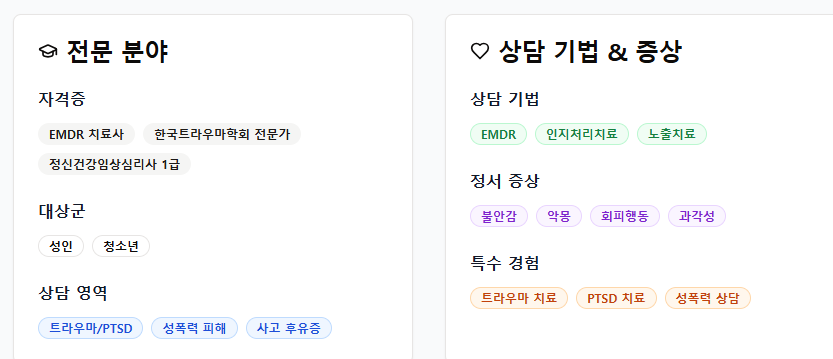 전문 분야
자격증
EMDR 치료사 한국트라우마학회 전문가
정신건강임상심리사 1급
대상군
성인 청소년
상담 영역
트라우마/PTSD 성폭력 피해 사고 후유증
상담 기법 & 증상
상담 기법
EMDR 인지처리치료 노출치료
정서 증상
불안감 악몽 회피행동 과각성
특수 경험
트라우마 치료 PTSD 치료 성폭력 상담